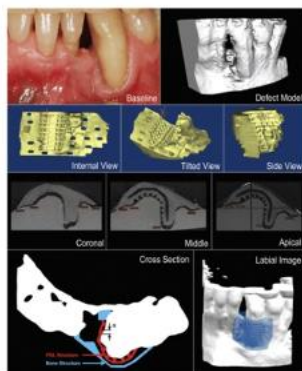 Baseline
Defect Model
Internal View
Tilted View
Side View
Coronal
Middle
Apical
Cross Section
Labial Image
PDL Structure
Bone Structure